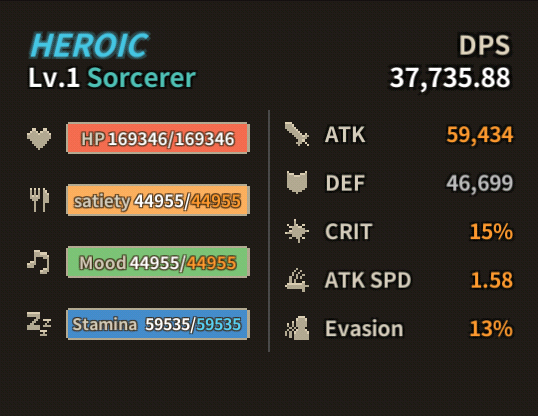 HEROIC
Lv.1 Sorcerer
DPS
37,735.88
HP 169346/169346
satiety 44955/44955
Mood 44955/44955
Stamina 59535/59535
ATK 59,434
DEF 46,699
CRIT 15%
ATK SPD 1.58
Evasion 13%